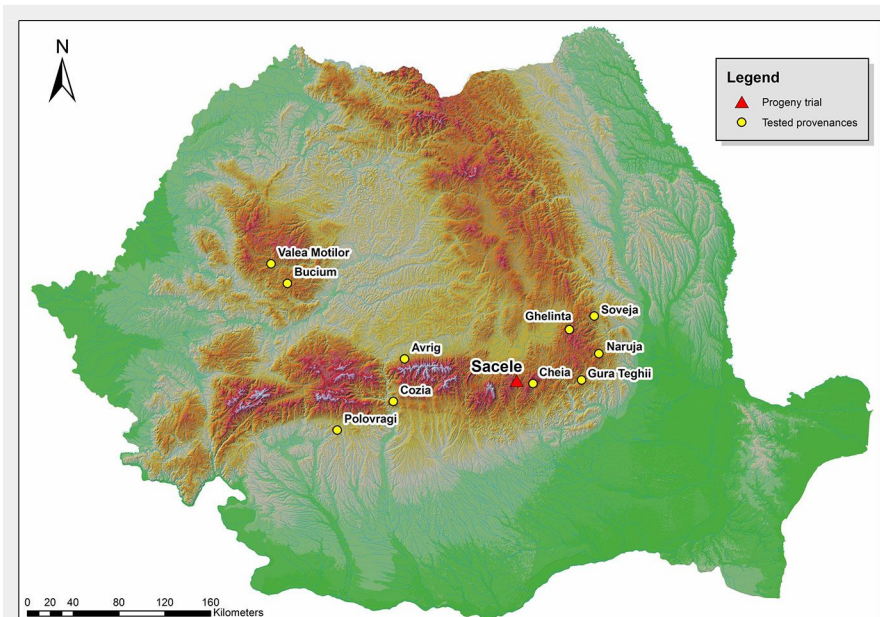 N
Legend
Progeny trial
Tested provenances
Valea Motilor
Bucium
Soveja
Ghelinta
Naruja
Avrig
Sacele
Cheia
Gura Teghii
Cozia
Polovragi
0 20 40 80 120 160
Kilometers